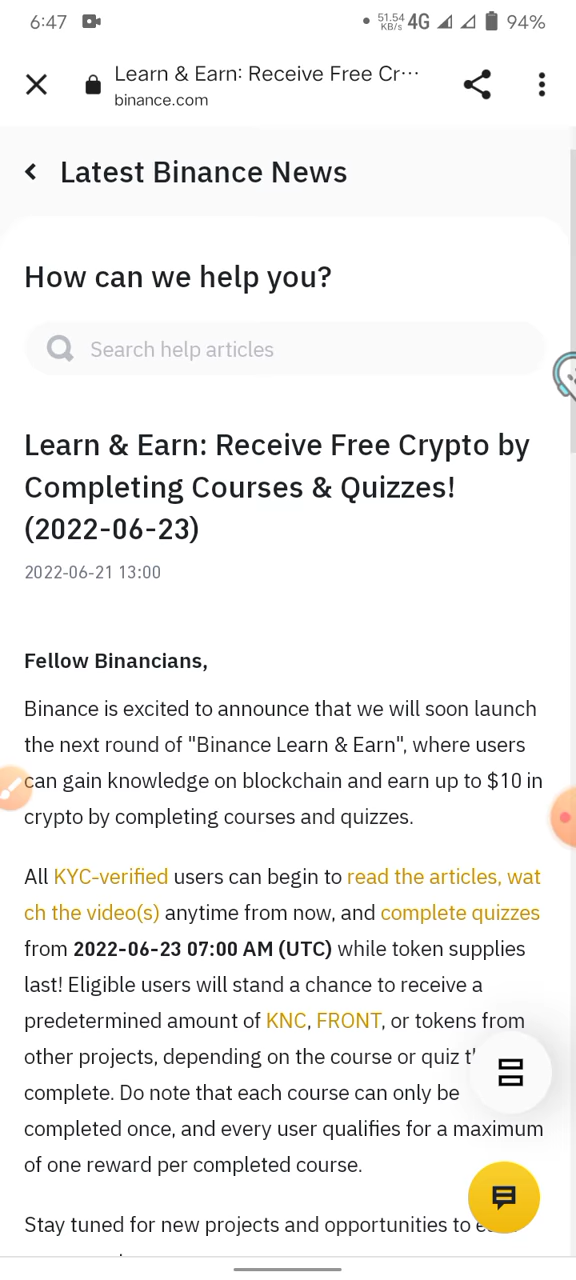 6:47 51.54 KB/s 4G 94%
Learn & Earn: Receive Free Cr···
binance.com
Latest Binance News
How can we help you?
Search help articles
Learn & Earn: Receive Free Crypto by
Completing Courses & Quizzes!
(2022-06-23)
2022-06-21 13:00
Fellow Binancians,
Binance is excited to announce that we will soon launch
the next round of "Binance Learn & Earn", where users
can gain knowledge on blockchain and earn up to $10 in
crypto by completing courses and quizzes.
All KYC-verified users can begin to read the articles, wat
ch the video(s) anytime from now, and complete quizzes
from 2022-06-23 07:00 AM (UTC) while token supplies
last! Eligible users will stand a chance to receive a
predetermined amount of KNC, FRONT, or tokens from
other projects, depending on the course or quiz
complete. Do note that each course can only be
completed once, and every user qualifies for a maximum
of one reward per completed course.
Stay tuned for new projects and opportunities to